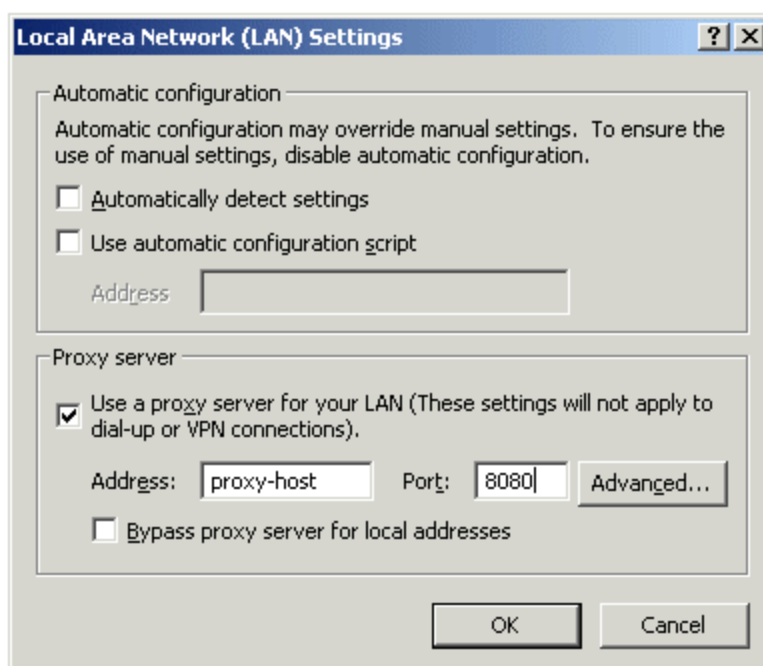 Local Area Network (LAN) Settings
Automatic configuration
Automatic configuration may override manual settings. To ensure the
use of manual settings, disable automatic configuration.
Automatically detect settings
Use automatic configuration script
Address
Proxy server
Use a proxy server for your LAN (These settings will not apply to
dial-up or VPN connections).
Address: proxy-host Port: 8080 Advanced...
Bypass proxy server for local addresses
OK Cancel